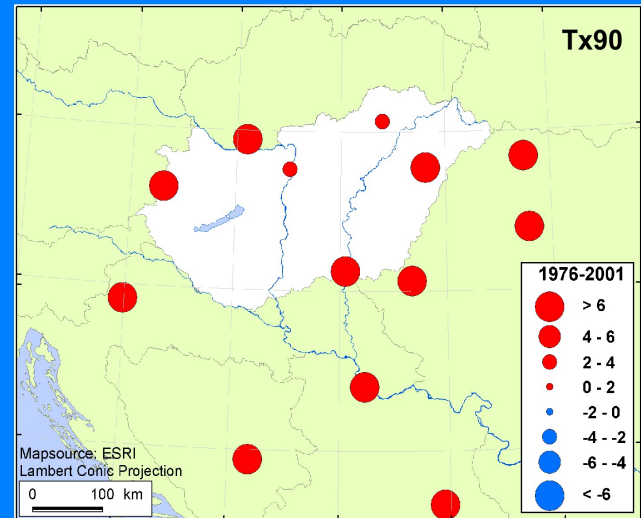 Tx90
1976-2001
> 6
4 - 6
2 - 4
0 - 2
-2 - 0
-4 - -2
-6 - -4
< -6
Mapsource: ESRI
Lambert Conic Projection
0 100 km